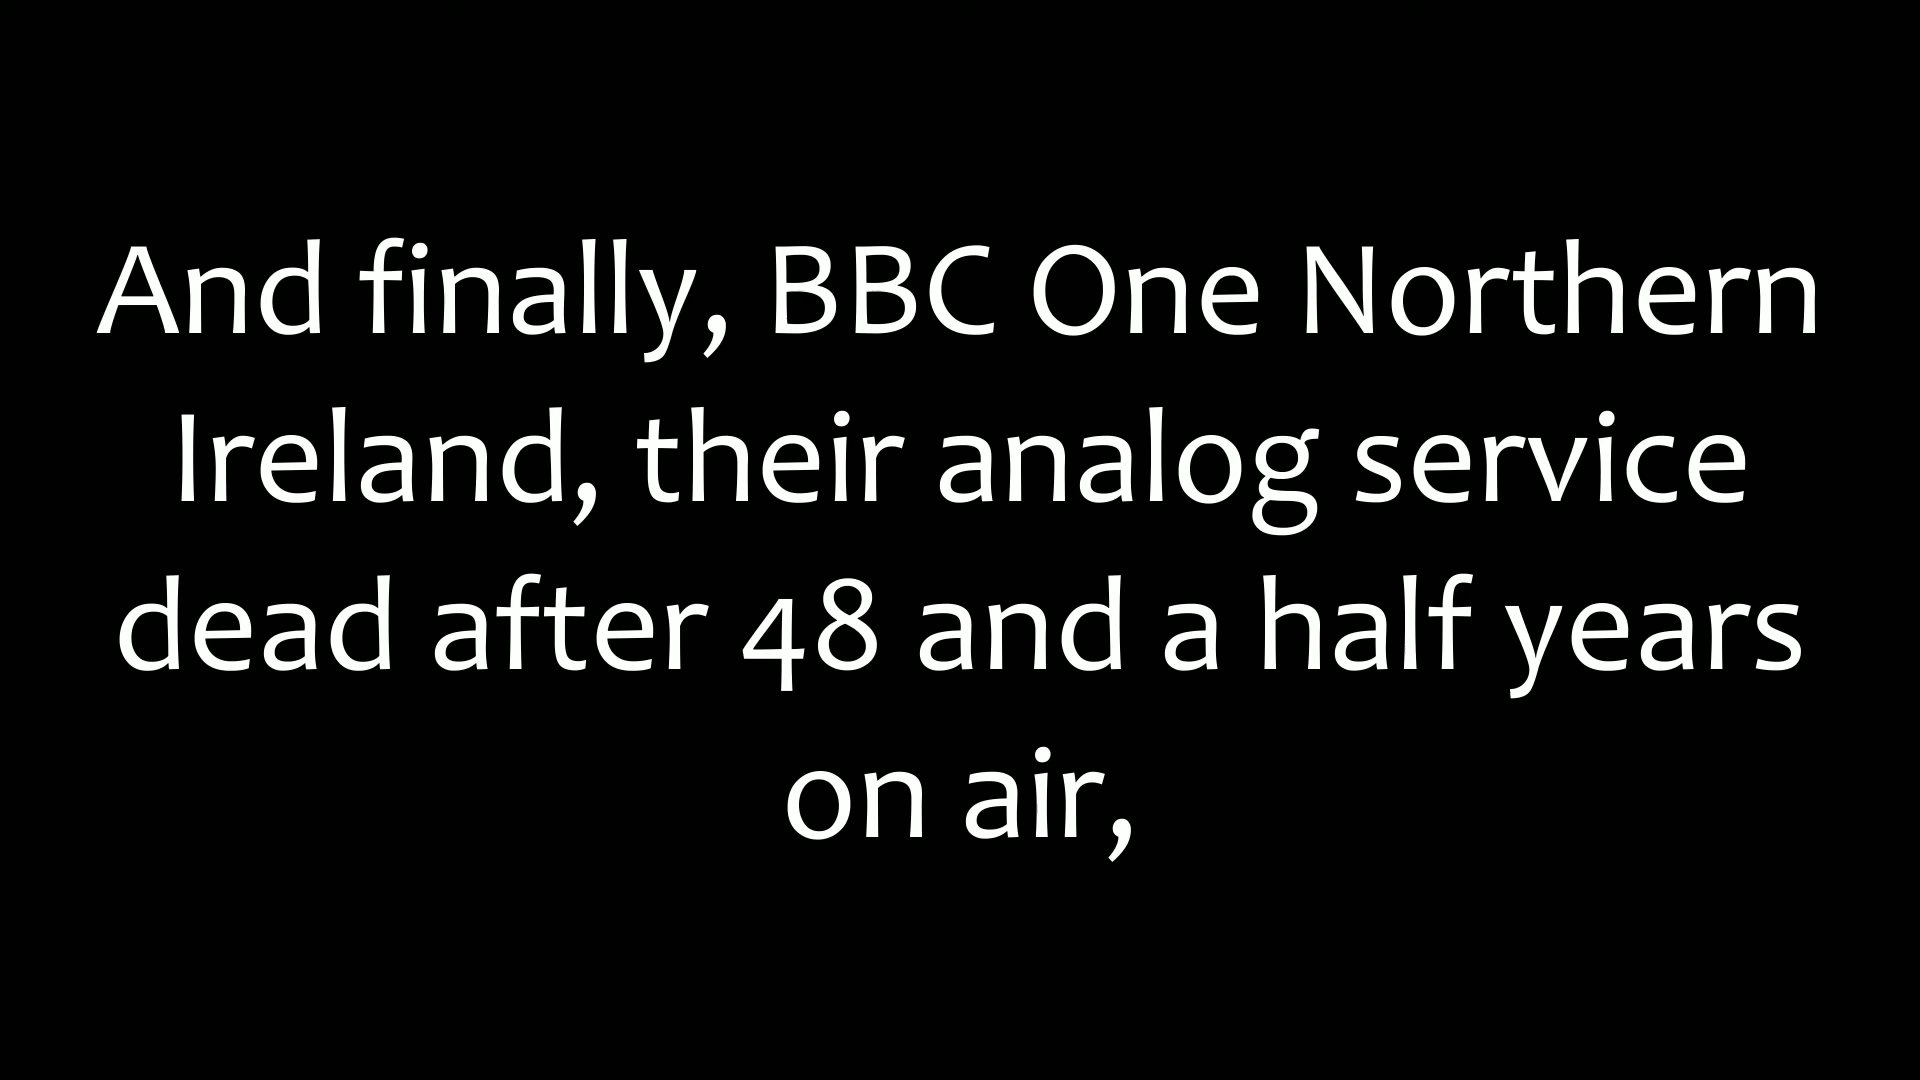 And finally, BBC One Northern
Ireland, their analog service
dead after 48 and a half years
on air,